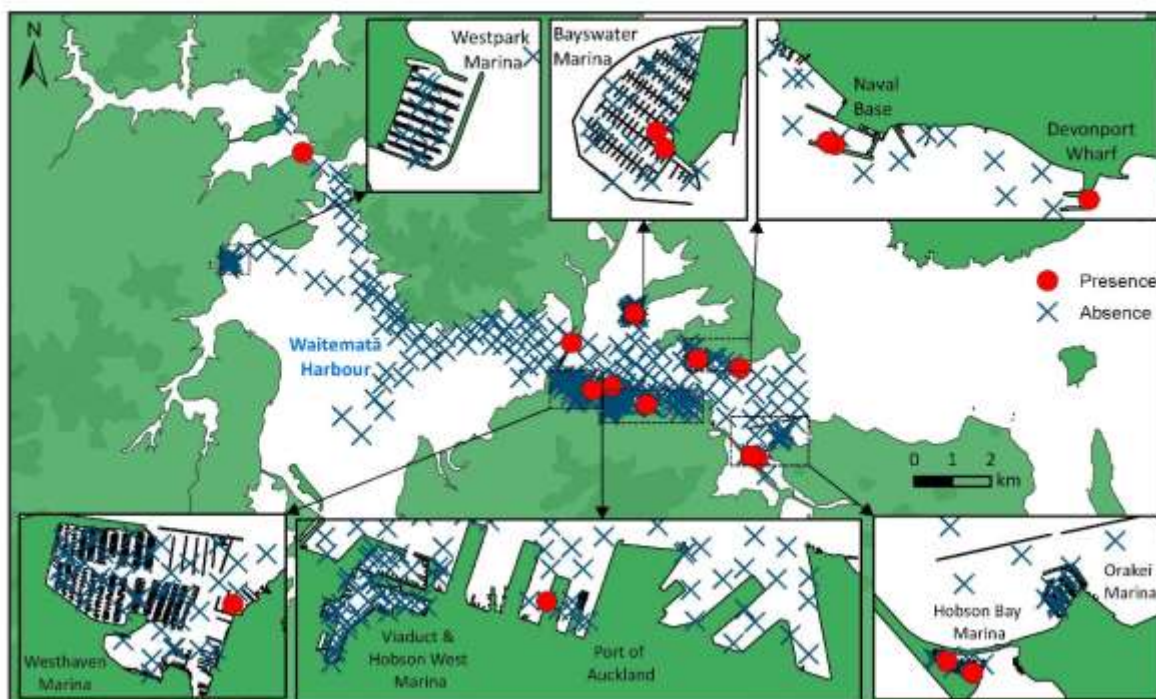 N
Westpark
Marina
Bayswater
Marina
Naval
Base
Devonport
Wharf
Presence
Absence
Waitematā
Harbour
0 1 2
km
Westhaven
Marina
Viaduct &
Hobson West
Marina
Port of
Auckland
Hobson Bay
Marina
Orakei
Marina